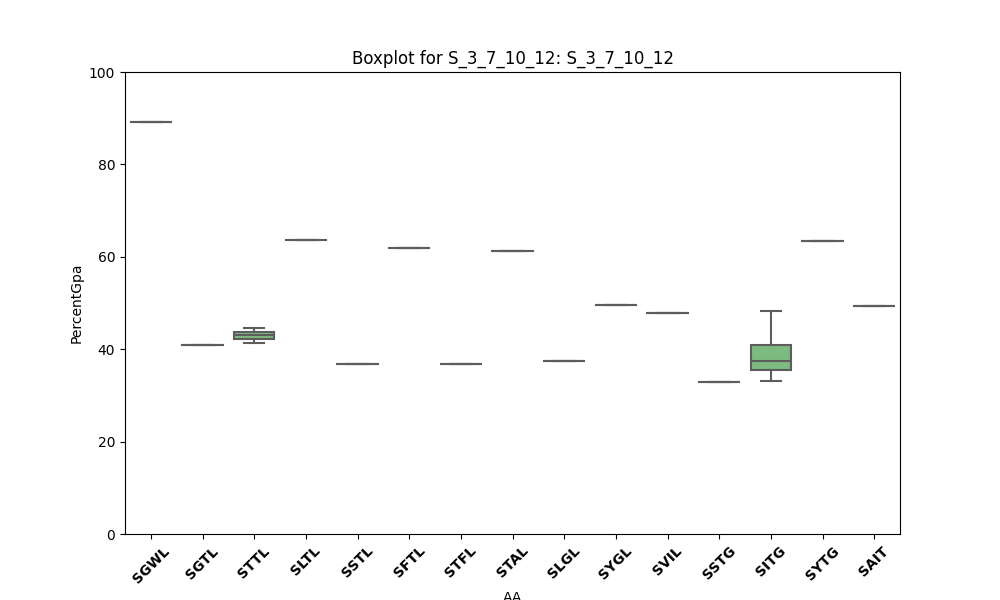 Boxplot for S_3_7_10_12: S_3_7_10_12
PercentGpa
100
80
60
40
20
0
SGWL SGTL STTL SLTL SSTL SFTL STFL STAL SLGL SYGL SVIL SSTG SITG SYTG SAIT
AA